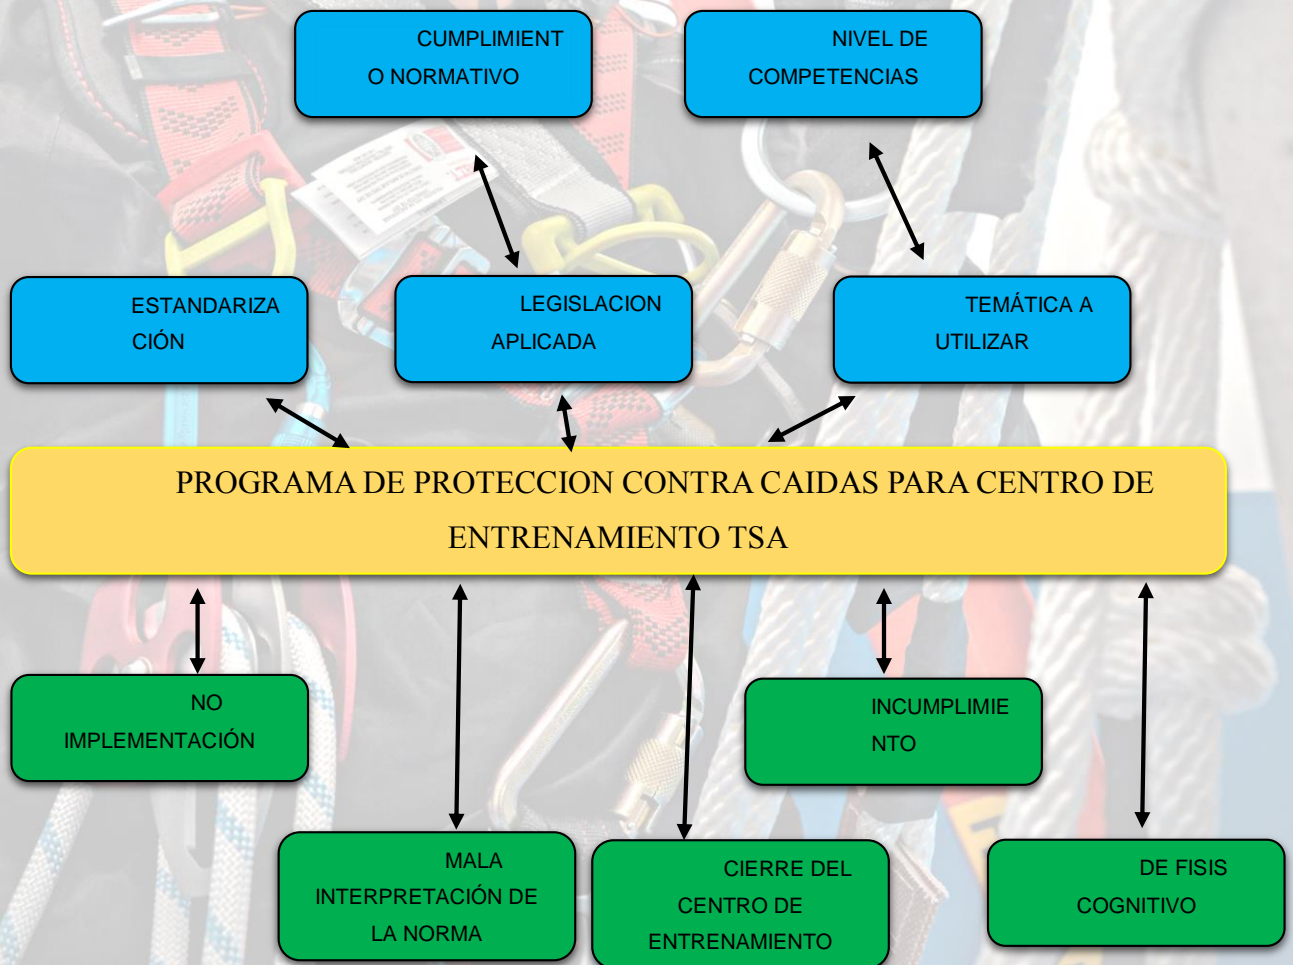 CUMPLIMIENT
O NORMATIVO
NIVEL DE
COMPETENCIAS
ESTANDARIZA
CIÓN
LEGISLACION
APLICADA
TEMÁTICA A
UTILIZAR
PROGRAMA DE PROTECCION CONTRA CAIDAS PARA CENTRO DE
ENTRENAMIENTO TSA
NO
IMPLEMENTACIÓN
INCUMPLIMIE
NTO
MALA
INTERPRETACIÓN DE
LA NORMA
CIERRE DEL
CENTRO DE
ENTRENAMIENTO
DE FISIS
COGNITIVO